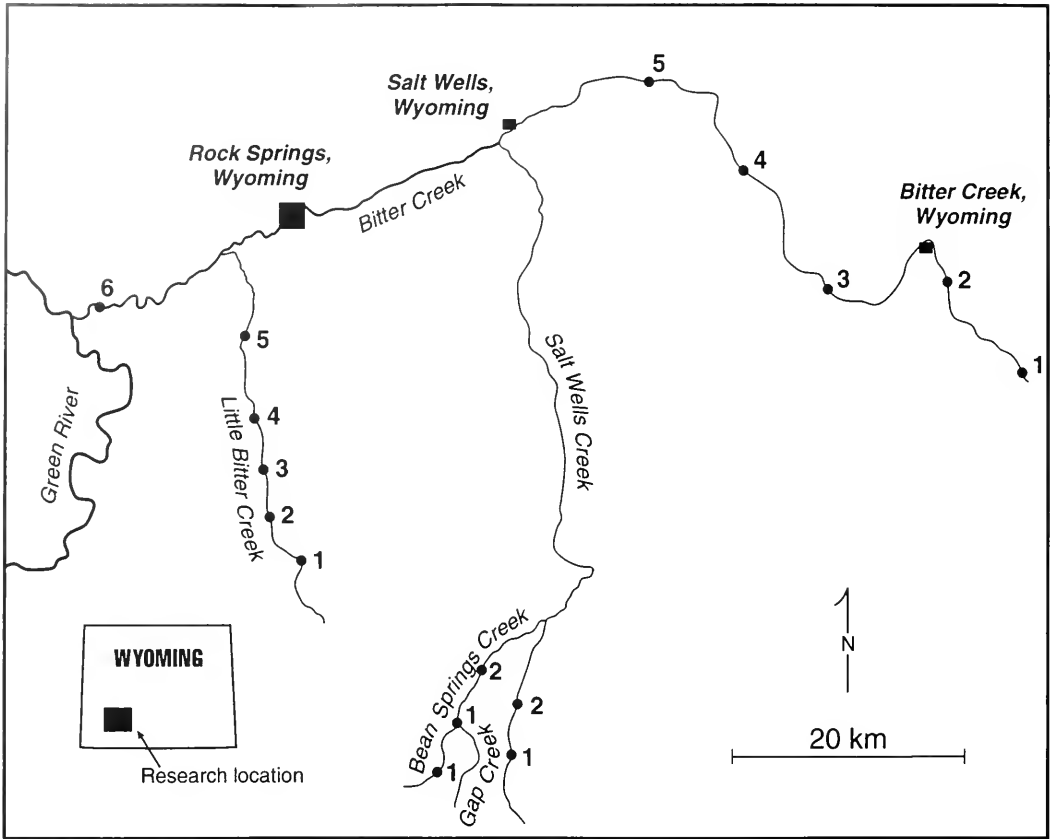 5
Salt Wells,
Wyoming
4
Rock Springs,
Wyoming
Bitter Creek
Bitter Creek,
Wyoming
6
3
2
5
1
Salt Wells Creek
Green River
Little Bitter Creek
4
3
2
1
Bean Springs Creek
2
1
1
Gap Creek
2
1
WYOMING
Research location
N
20 km